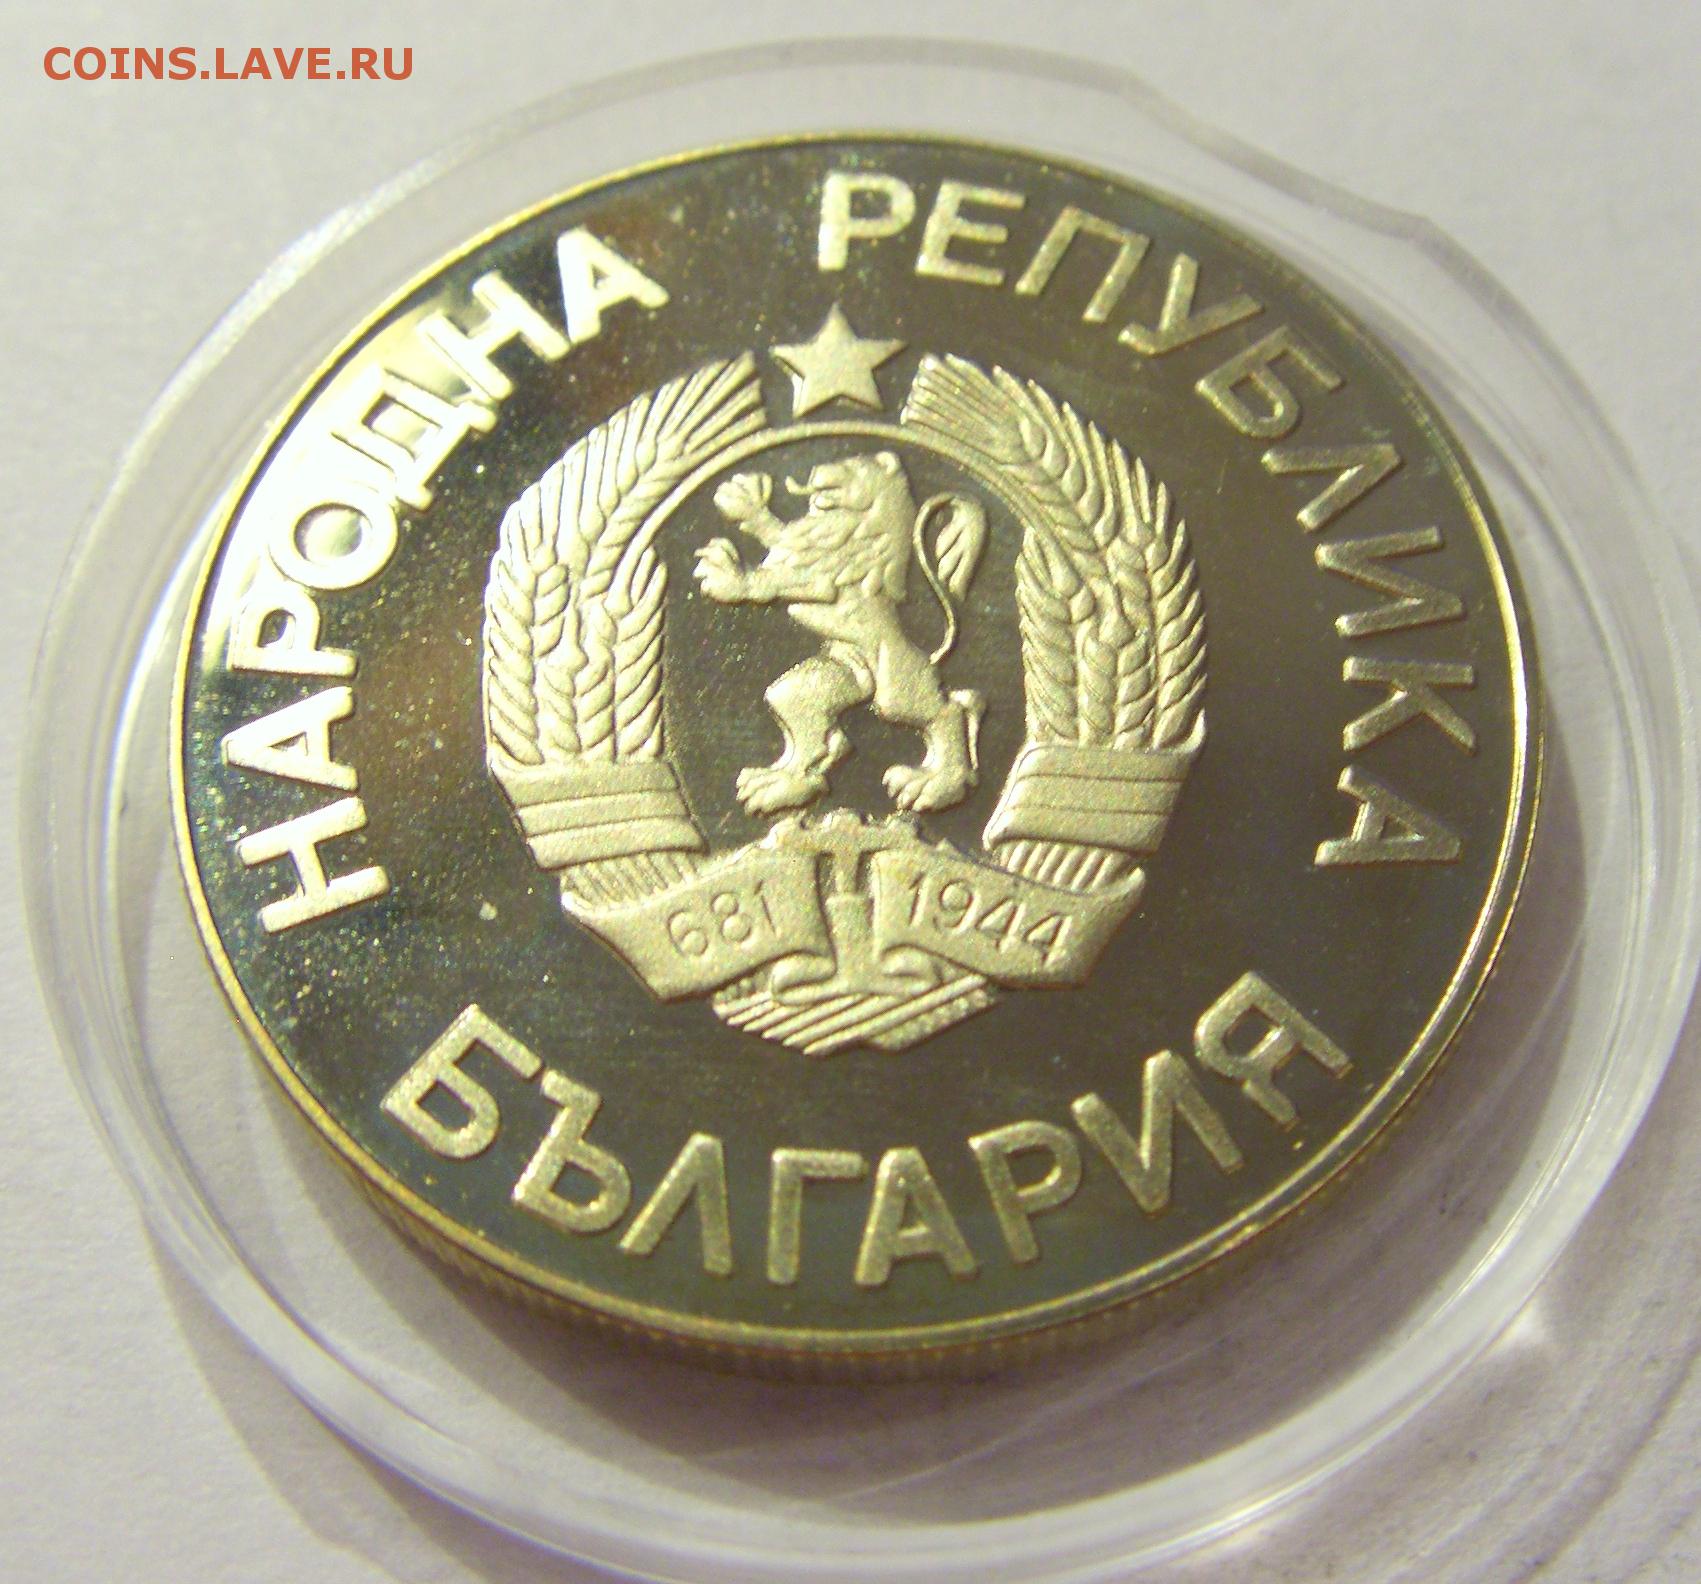 COINS.LAVE.RU
НАРОДНА РЕПУБЛИКА
БЪЛГАРИЯ
681 1944